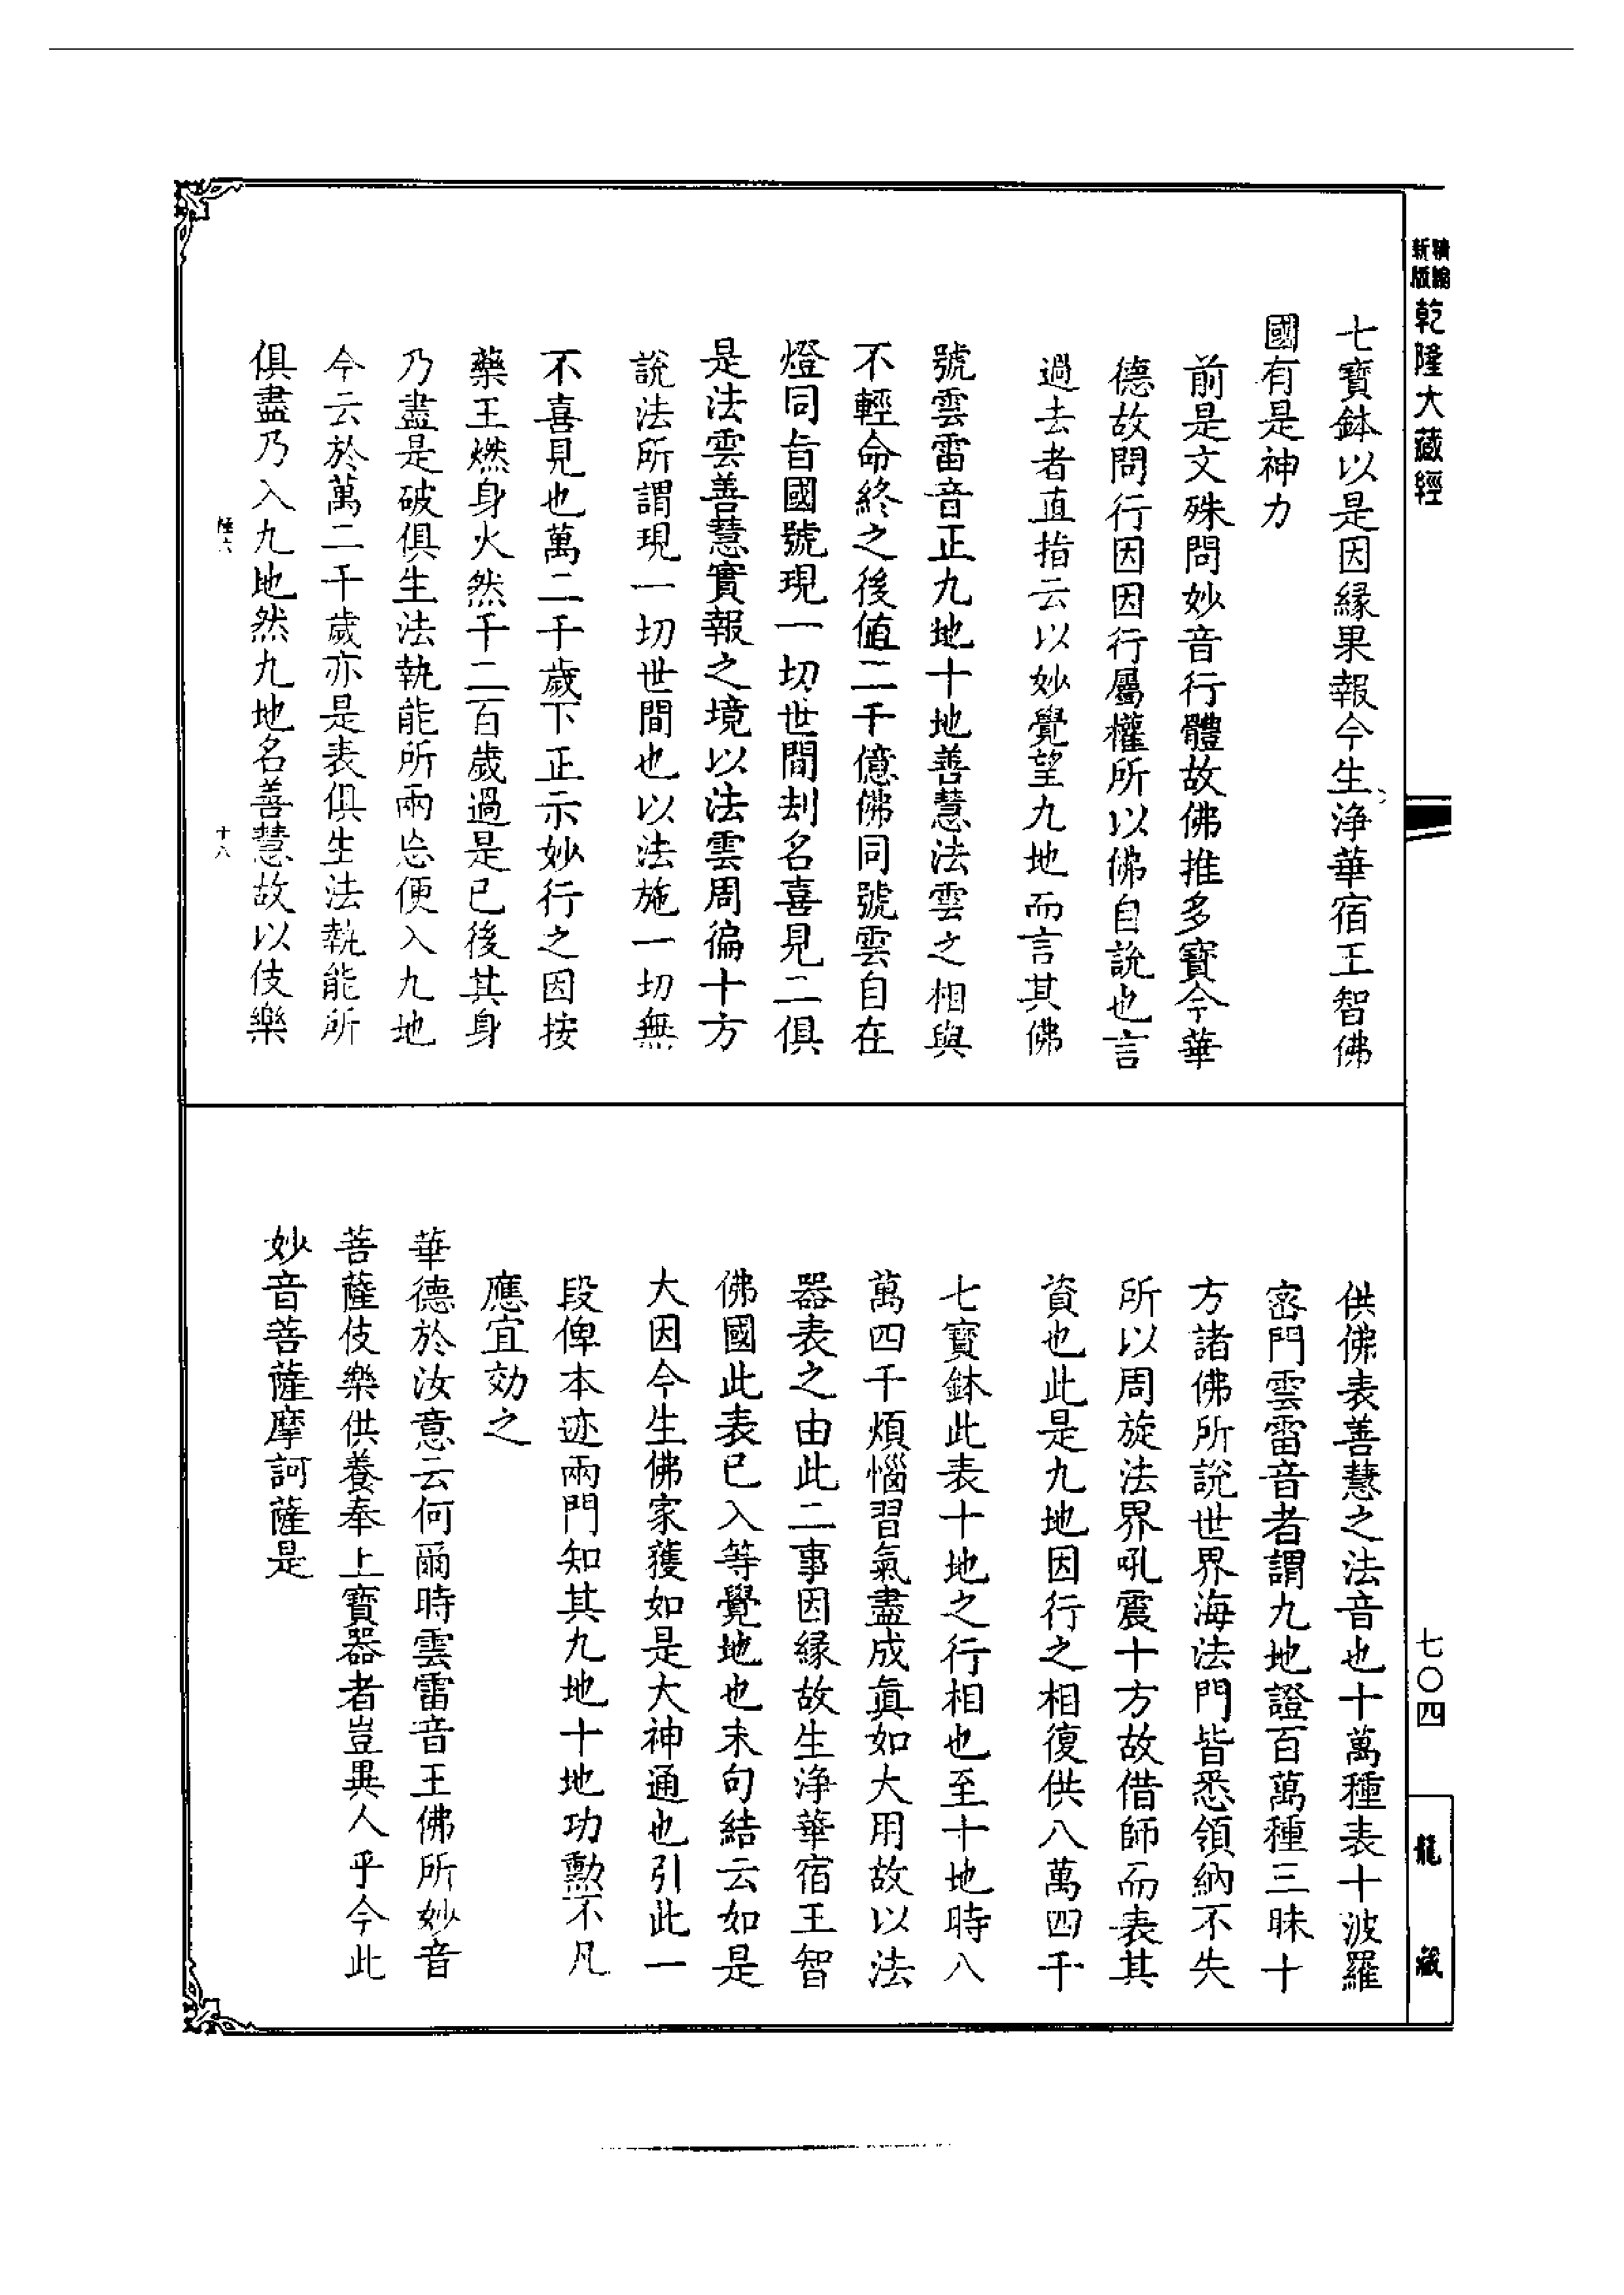 精編
新版
乾隆大藏經
七寶鉢以是因緣果報今生淨華宿王智佛
國有是神力
前是文殊問妙音行體故佛推多寶今華
德故問行因因行屬權所以佛自說也言
過去者直指云以妙覺望九地而言其佛
號雲雷音正九地十地善慧法雲之相與
不輕命終之後值二千億佛同號雲自在
燈同旨國號現一切世間刦名喜見二俱
是法雲善慧實報之境以法雲周徧十方
說法所謂現一切世間也以法施一切無
不喜見也萬二千歲下正示妙行之因按
藥王燃身火然千二百歲過是已後其身
乃盡是破俱生法執能所兩忘便入九地
今云於萬二千歲亦是表俱生法執能所
俱盡乃入九地然九地名善慧故以伎樂
十八
供佛表善慧之法音也十萬種表十波羅
密門雲雷音者謂九地證百萬種三昧十
方諸佛所說世界海法門皆悉領納不失
所以周旋法界吼震十方故借師而表其
資也此是九地因行之相復供八萬四千
七寶鉢此表十地之行相也至十地時八
萬四千煩惱習氣盡成眞如大用故以法
器表之由此二事因緣故生淨華宿王智
佛國此表已入等覺地也末句結云如是
大因今生佛家獲如是大神通也引此一
段俾本迹兩門知其九地十地功勳不凡
應宜効之
華德於汝意云何爾時雲雷音王佛所妙音
菩薩伎樂供養奉上寶器者豈異人乎今此
妙音菩薩摩訶薩是
七〇四
龍藏